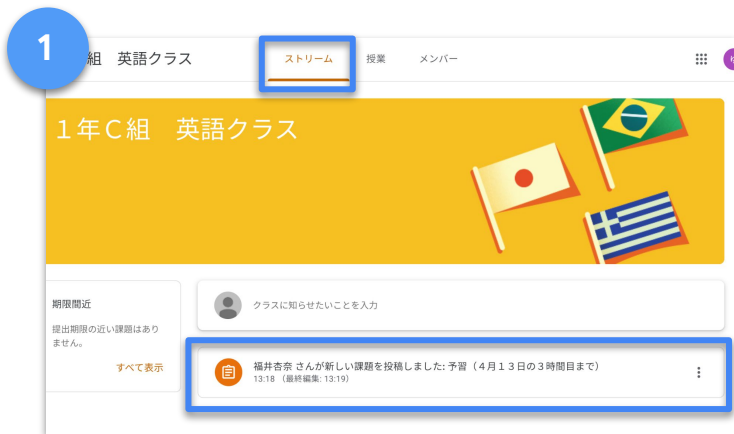 1
組 英語クラス
ストリーム 授業 メンバー
１年Ｃ組 英語クラス
期限間近
提出期限の近い課題はあり
ません。
すべて表示
クラスに知らせたいことを入力
福井杏奈 さんが新しい課題を投稿しました: 予習（４月１３日の３時間目まで）
13:18 （最終編集: 13:19）